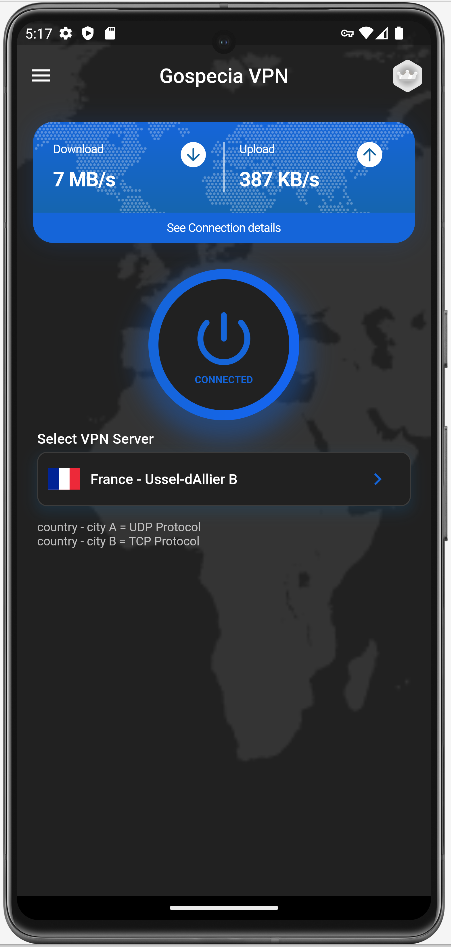 5:17
Gospecia VPN
Download
Upload
7 MB/s
387 KB/s
See Connection details
CONNECTED
Select VPN Server
France - Ussel-dAllier B
country - city A = UDP Protocol
country - city B = TCP Protocol